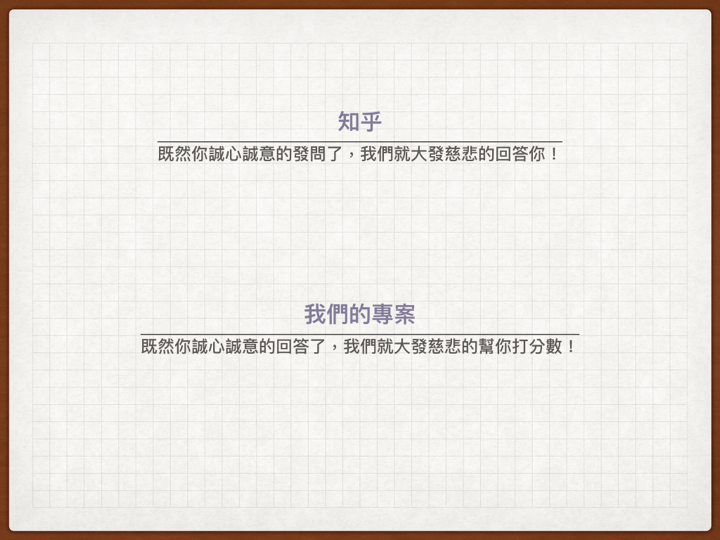 知乎
既然你誠心誠意的發問了，我們就大發慈悲的回答你！
我們的專案
既然你誠心誠意的回答了，我們就大發慈悲的幫你打分數！